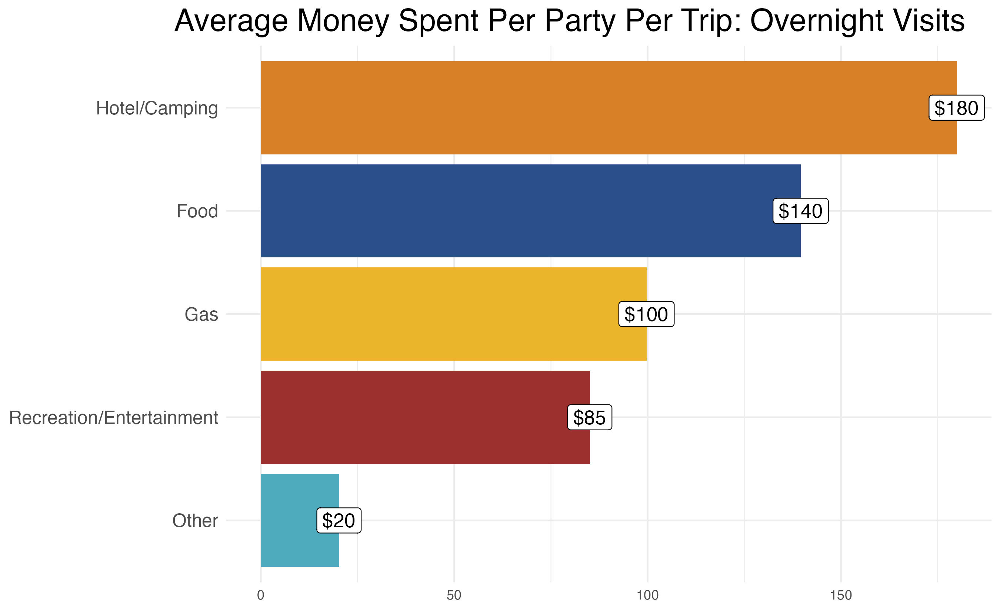 Average Money Spent Per Party Per Trip: Overnight Visits
Hotel/Camping
$180
Food
$140
Gas
$100
Recreation/Entertainment
$85
Other
$20
0 50 100 150